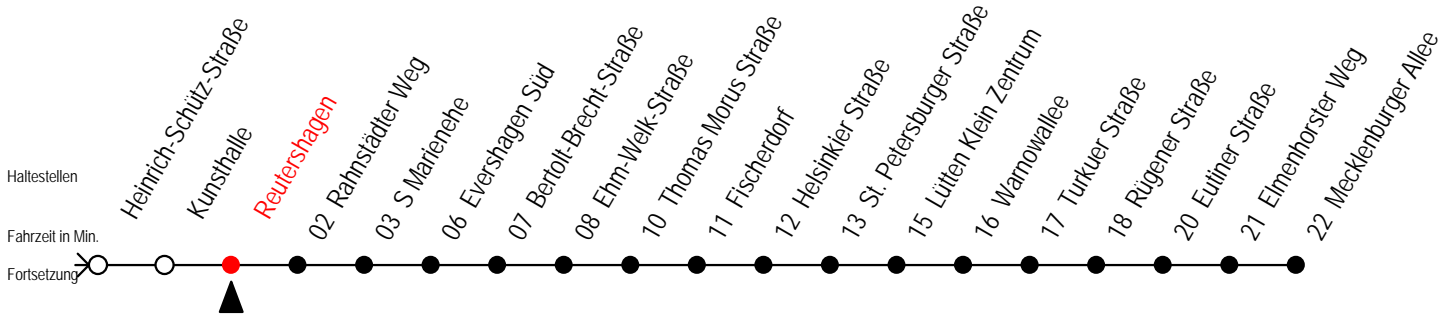 Haltestellen
Fahrzeit in Min.
Fortsetzung
Heinrich-Schütz-Straße
Kunsthalle
Reutershagen
02 Rahnstädter Weg
03 S Marienehe
06 Evershagen Süd
07 Bertolt-Brecht-Straße
08 Ehm-Welk-Straße
10 Thomas Morus Straße
11 Fischerdorf
12 Helsinkier Straße
13 St. Petersburger Straße
15 Lütten Klein Zentrum
16 Warnowallee
17 Turkuer Straße
18 Rügener Straße
20 Eutiner Straße
21 Elmenhorster Weg
22 Mecklenburger Allee